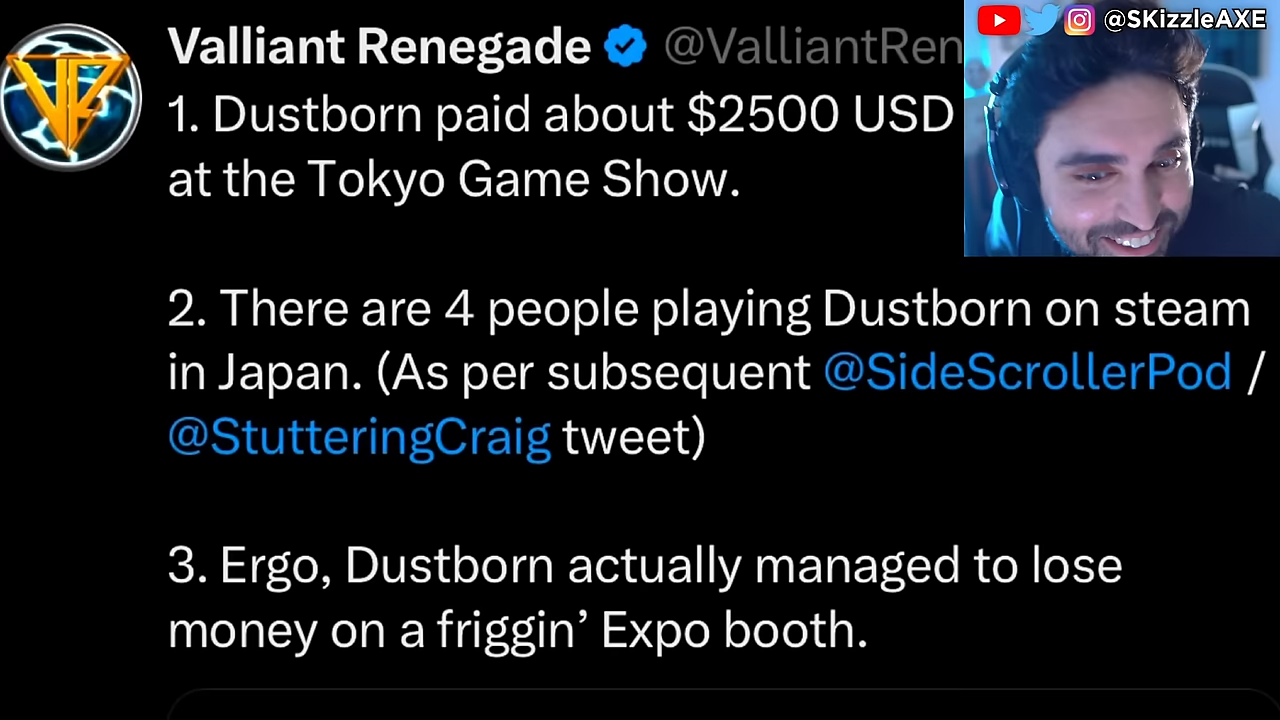 @SKizzleAXE
Valliant Renegade @ValliantRen
1. Dustborn paid about $2500 USD
at the Tokyo Game Show.
2. There are 4 people playing Dustborn on steam
in Japan. (As per subsequent @SideScrollerPod /
@StutteringCraig tweet)
3. Ergo, Dustborn actually managed to lose
money on a friggin’ Expo booth.